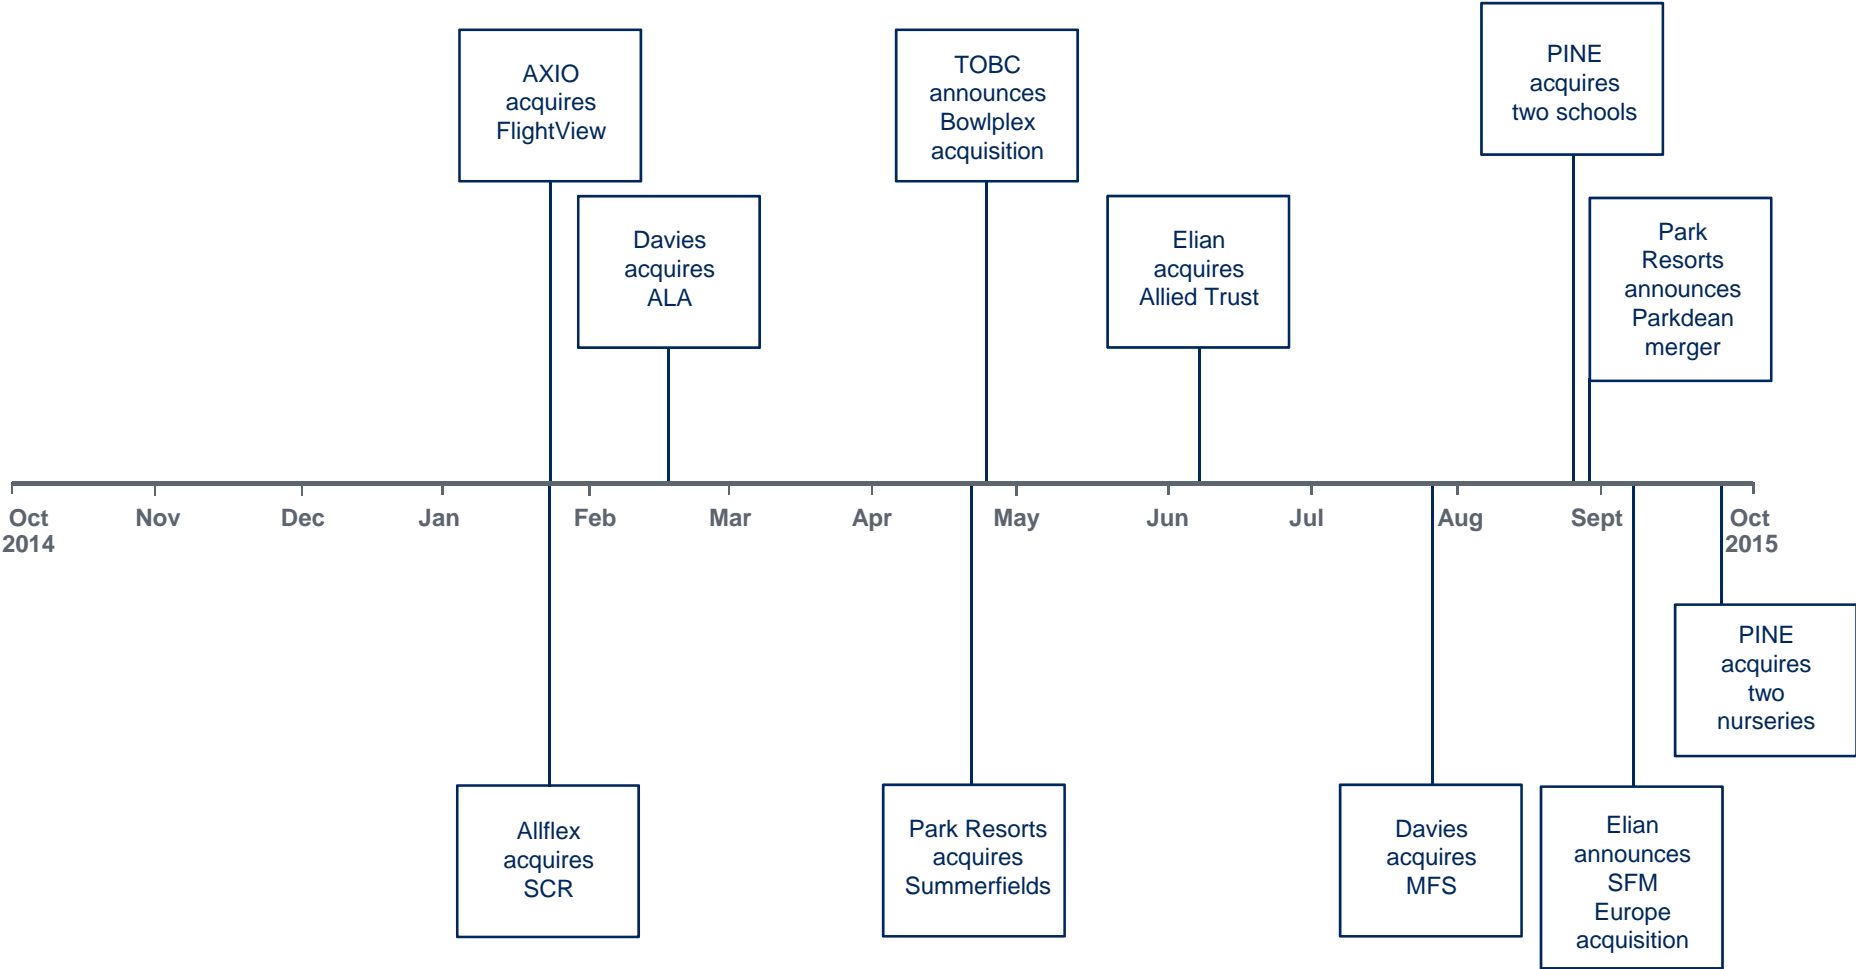 AXIO
acquires
FlightView
Davies
acquires
ALA
TOBC
announces
Bowlplex
acquisition
Elian
acquires
Allied Trust
PINE
acquires
two schools
Park
Resorts
announces
Parkdean
merger
Oct
2014
Nov
Dec
Jan
Feb
Mar
Apr
May
Jun
Jul
Aug
Sept
Oct
2015
Allflex
acquires
SCR
Park Resorts
acquires
Summerfields
Davies
acquires
MFS
Elian
announces
SFM
Europe
acquisition
PINE
acquires
two
nurseries